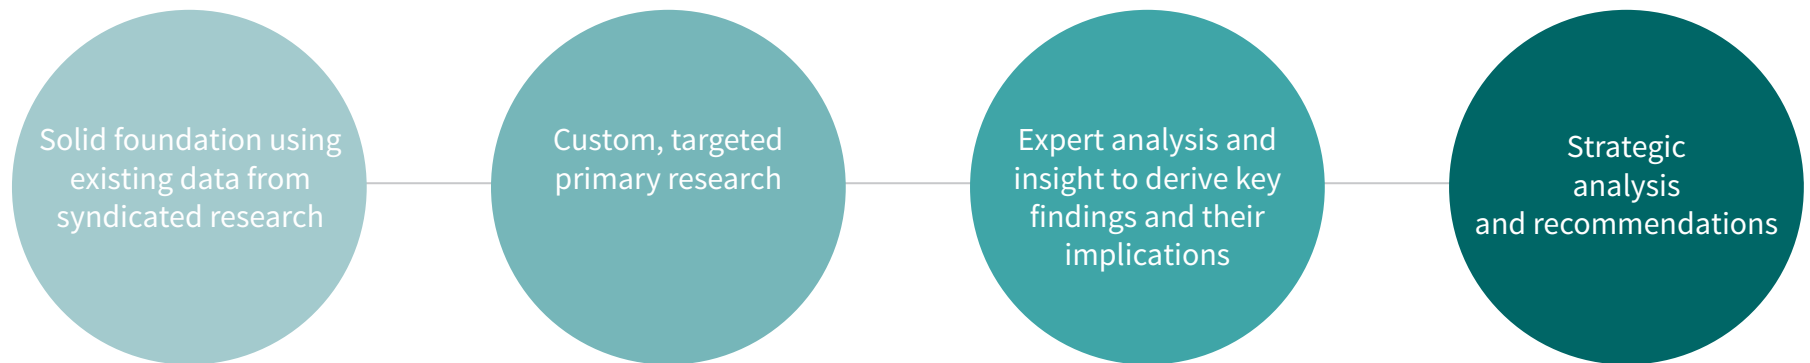 Solid foundation using
existing data from
syndicated research
Custom, targeted
primary research
Expert analysis and
insight to derive key
findings and their
implications
Strategic
analysis
and recommendations